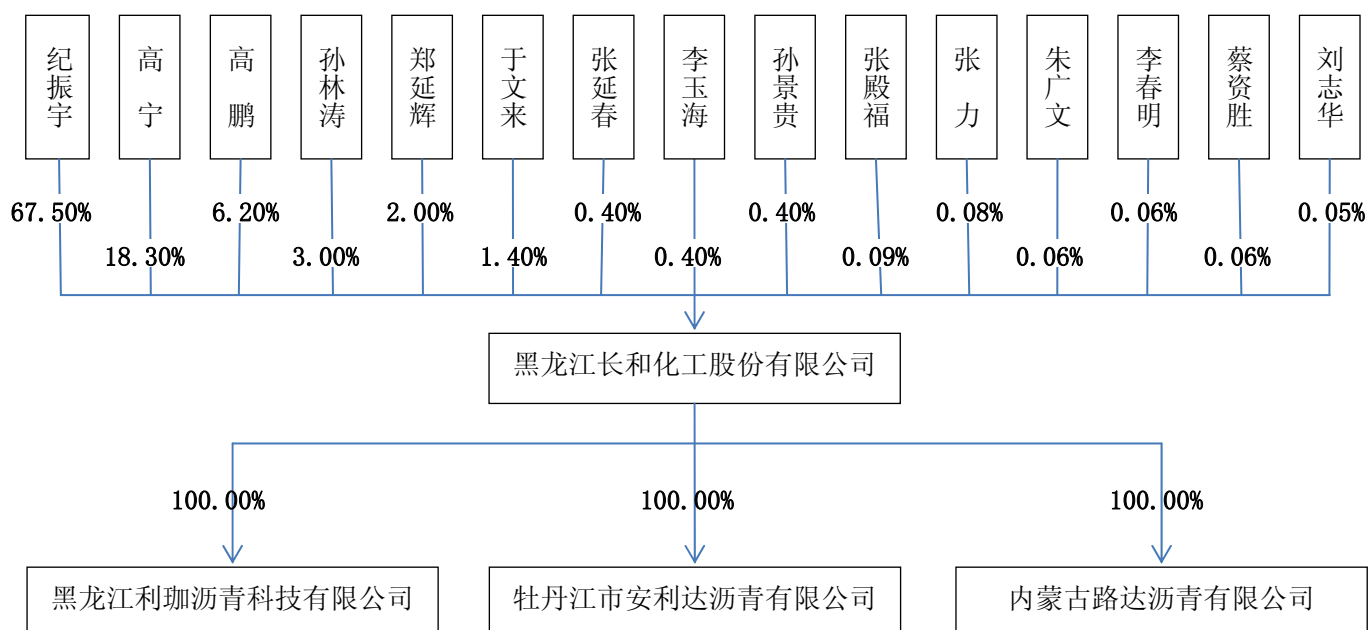 纪振宇
高宁
高鹏
孙林涛
郑延辉
于文来
张延春
李玉海
孙景贵
张殿福
张力
朱广文
李春明
蔡资胜
刘志华
67.50%
6.20%
2.00%
0.40%
0.40%
0.08%
0.06%
0.05%
18.30%
3.00%
1.40%
0.40%
0.09%
0.06%
0.06%
黑龙江长和化工股份有限公司
100.00%
100.00%
100.00%
黑龙江利珈沥青科技有限公司
牡丹江市安利达沥青有限公司
内蒙古路达沥青有限公司